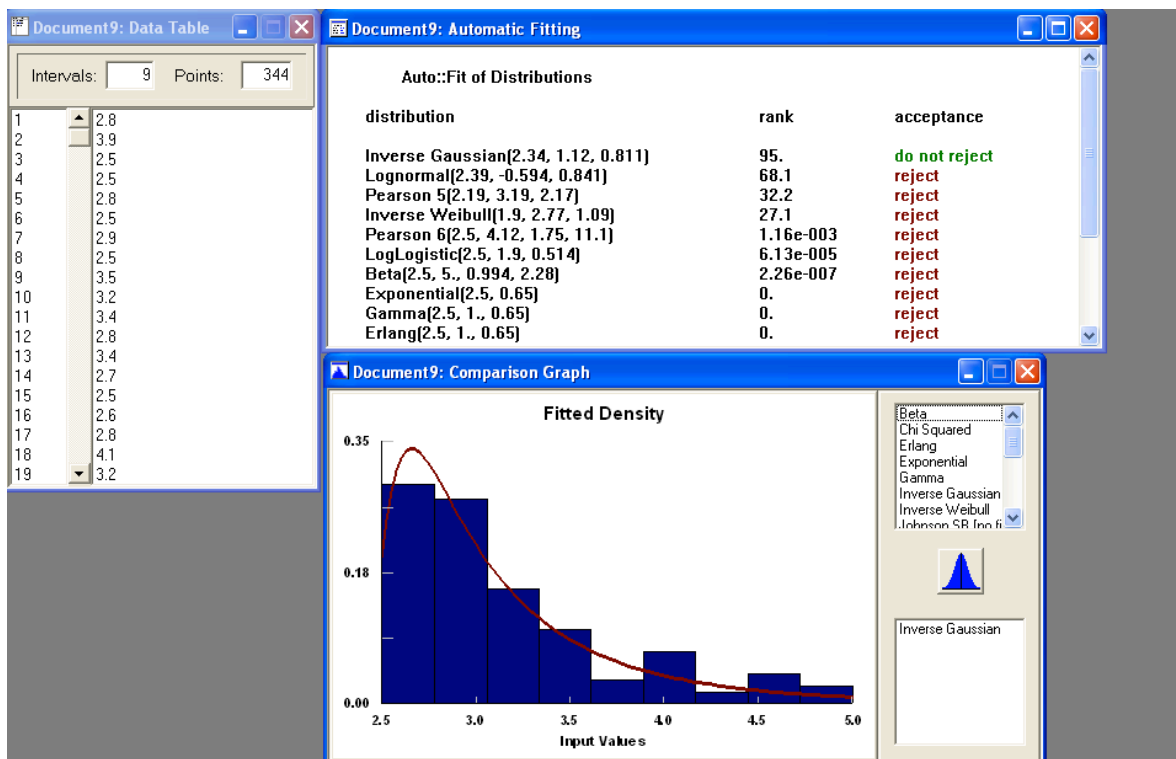 Document9: Data Table
Intervals: 9 Points: 344
1 2.8
2 3.9
3 2.5
4 2.5
5 2.8
6 2.5
7 2.9
8 2.5
9 3.5
10 3.2
11 3.4
12 2.8
13 3.4
14 2.7
15 2.5
16 2.6
17 2.8
18 4.1
19 3.2
Document9: Automatic Fitting
Auto::Fit of Distributions
distribution rank acceptance
Inverse Gaussian(2.34, 1.12, 0.811) 95. do not reject
Lognormal(2.39, -0.594, 0.841) 68.1 reject
Pearson 5(2.19, 3.19, 2.17) 32.2 reject
Inverse Weibull(1.9, 2.77, 1.09) 27.1 reject
Pearson 6(2.5, 4.12, 1.75, 11.1) 1.16e-003 reject
LogLogistic(2.5, 1.9, 0.514) 6.13e-005 reject
Beta(2.5, 5., 0.994, 2.28) 2.26e-007 reject
Exponential(2.5, 0.65) 0. reject
Gamma(2.5, 1., 0.65) 0. reject
Erlang(2.5, 1., 0.65) 0. reject
Document9: Comparison Graph
Fitted Density
0.35
0.18
0.00
2.5 3.0 3.5 4.0 4.5 5.0
Input Values
Beta
Chi Squared
Erlang
Exponential
Gamma
Inverse Gaussian
Inverse Weibull
Johnson SB [no fi
Inverse Gaussian